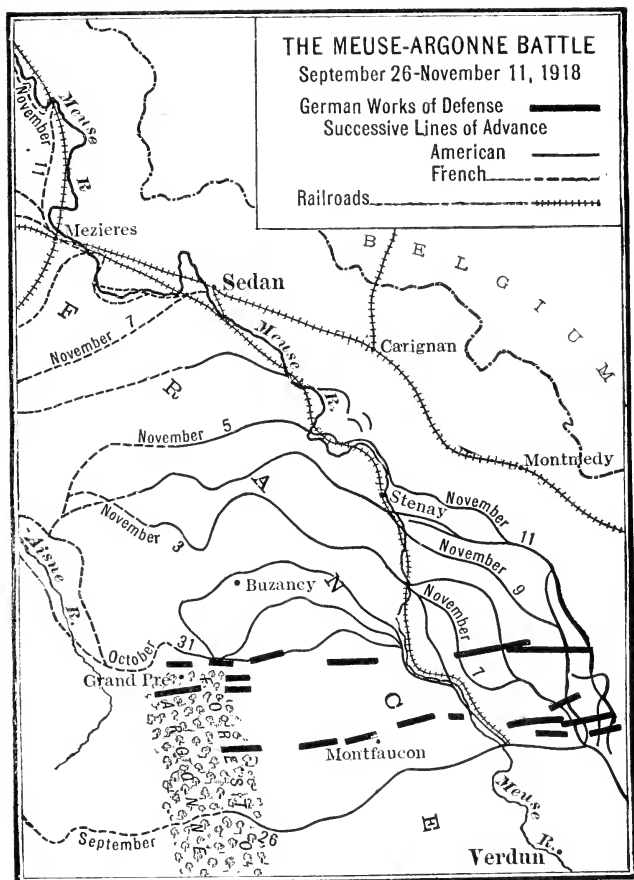 THE MEUSE-ARGONNE BATTLE
September 26-November 11, 1918
German Works of Defense
Successive Lines of Advance
American
French
Railroads
Meuse
R
November 11
Mezieres
BELGIUM
Sedan
FRANCE
November 7
Meuse
R.
Carignan
November 5
Montmedy
Stenay
November 11
November 3
November 9
Aisne
R.
Buzancy
November 7
October 31
Grand Pré
ARGONNE
FOREST
Montfaucon
September 26
Meuse
R.
Verdun